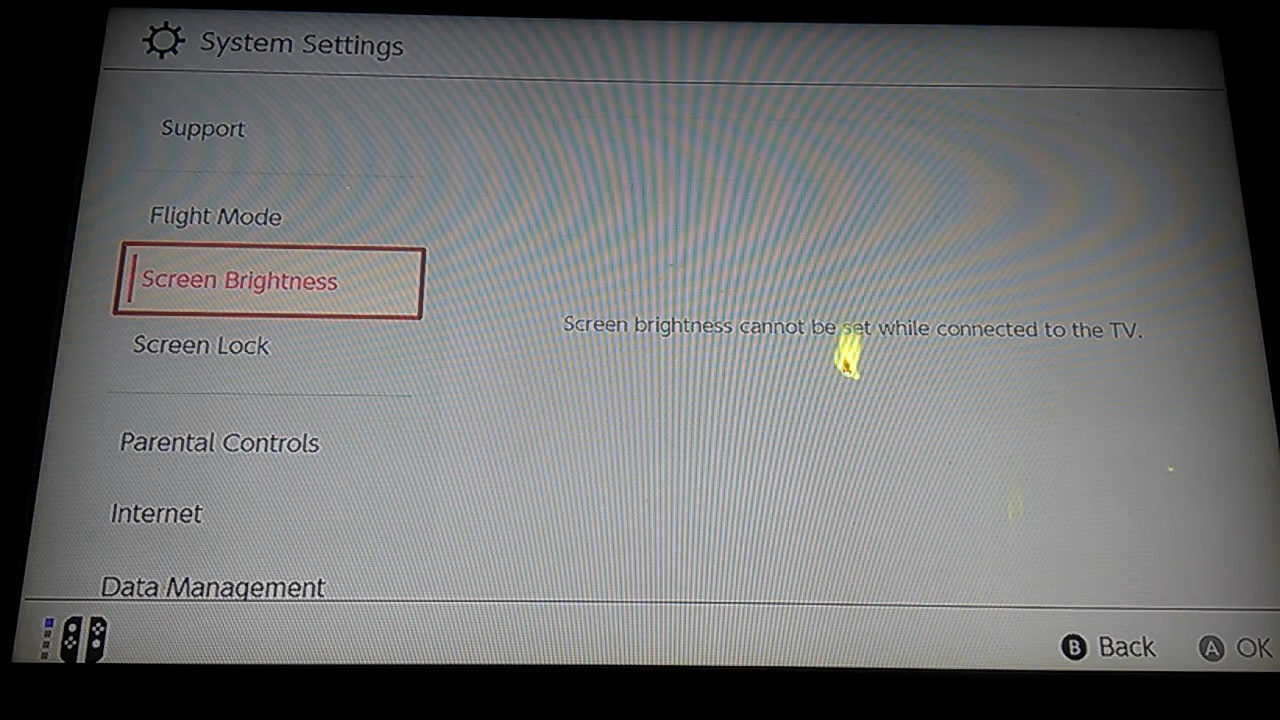 System Settings
Support
Flight Mode
Screen Brightness
Screen brightness cannot be set while connected to the TV.
Screen Lock
Parental Controls
Internet
Data Management
B Back A OK